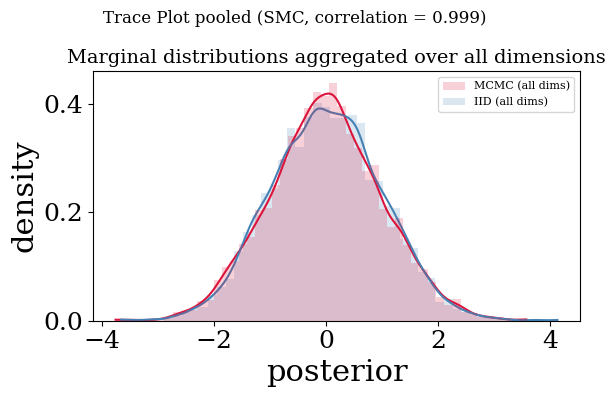 Trace Plot pooled (SMC, correlation = 0.999)
Marginal distributions aggregated over all dimensions
MCMC (all dims)
IID (all dims)
density
0.4
0.2
0.0
−4
−2
0
2
4
posterior